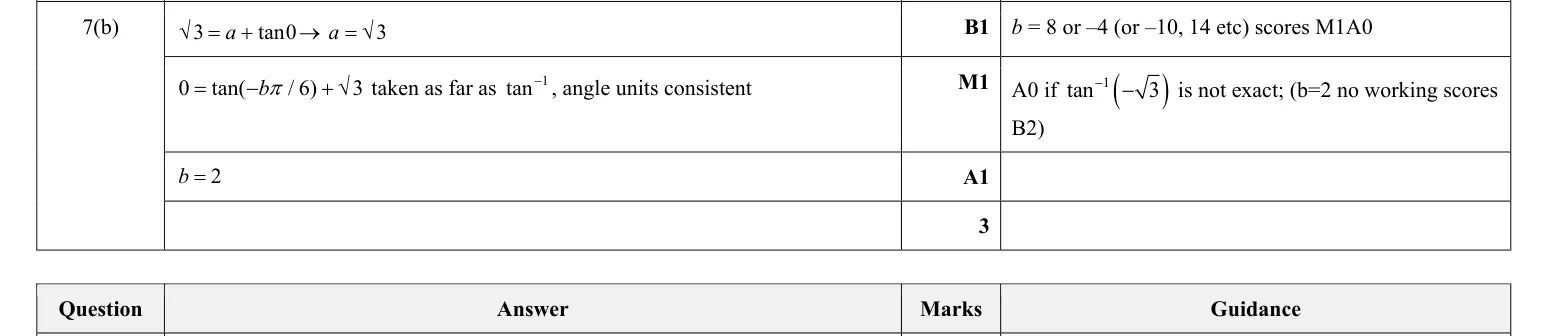 7(b) √3 = a + tan0 → a = √3 B1 b = 8 or –4 (or –10, 14 etc) scores M1A0
0 = tan(−bπ / 6) + √3 taken as far as tan⁻¹, angle units consistent M1 A0 if tan⁻¹(−√3) is not exact; (b=2 no working scores
B2)
b = 2 A1
3
Question Answer Marks Guidance